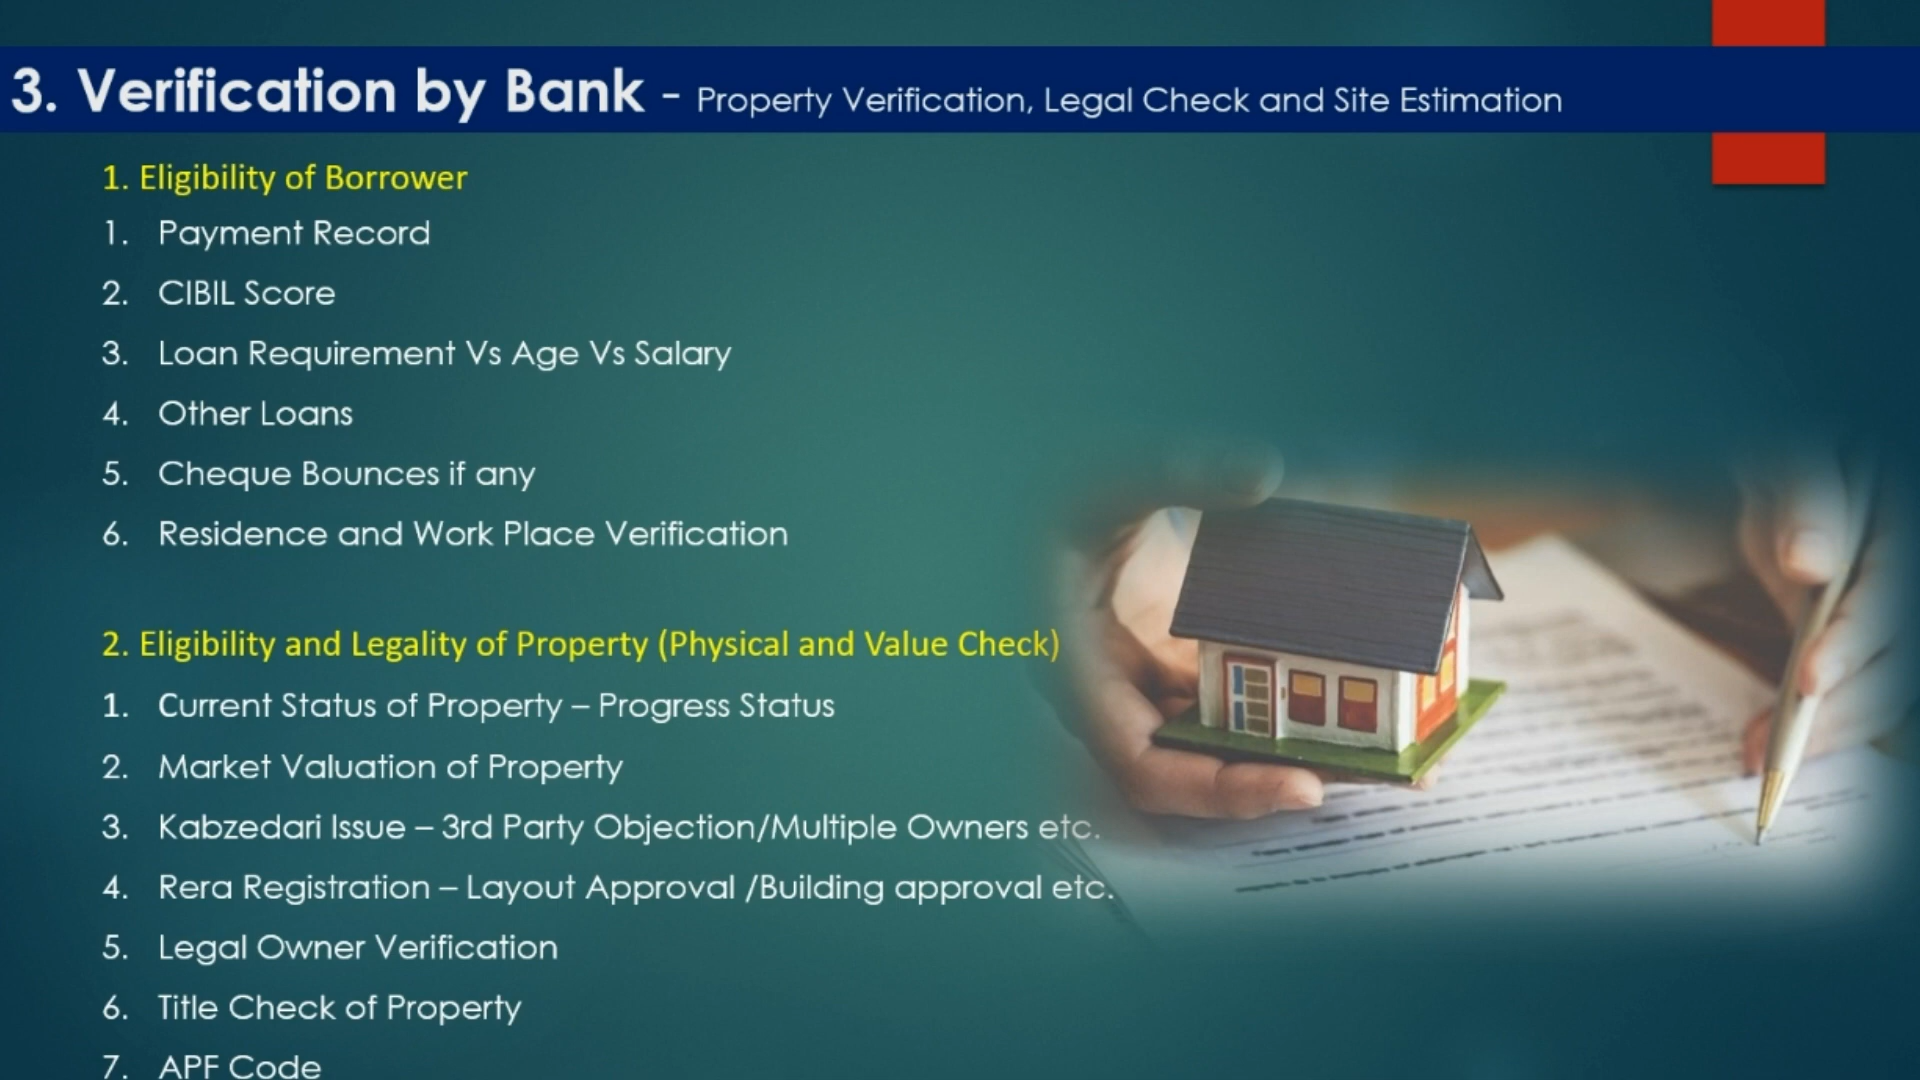 3. Verification by Bank - Property Verification, Legal Check and Site Estimation
1. Eligibility of Borrower
1. Payment Record
2. CIBIL Score
3. Loan Requirement Vs Age Vs Salary
4. Other Loans
5. Cheque Bounces if any
6. Residence and Work Place Verification
2. Eligibility and Legality of Property (Physical and Value Check)
1. Current Status of Property – Progress Status
2. Market Valuation of Property
3. Kabzedari Issue – 3rd Party Objection/Multiple Owners etc.
4. Rera Registration – Layout Approval /Building approval etc.
5. Legal Owner Verification
6. Title Check of Property
7. APF Code